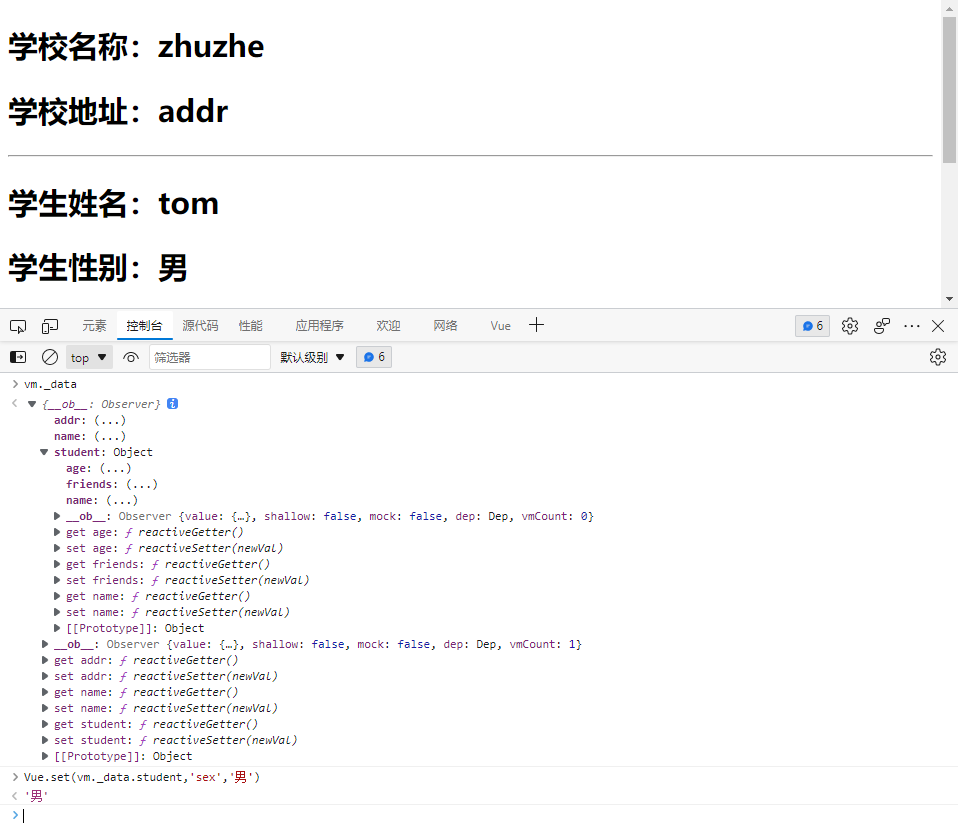 学校名称：zhuzhe
学校地址：addr
学生姓名：tom
学生性别：男
元素 控制台 源代码 性能 应用程序 欢迎 网络 Vue 6
top 筛选器 默认级别 6
vm._data
{__ob__: Observer}
addr: (...)
name: (...)
student: Object
age: (...)
friends: (...)
name: (...)
__ob__: Observer {value: {…}, shallow: false, mock: false, dep: Dep, vmCount: 0}
get age: ƒ reactiveGetter()
set age: ƒ reactiveSetter(newVal)
get friends: ƒ reactiveGetter()
set friends: ƒ reactiveSetter(newVal)
get name: ƒ reactiveGetter()
set name: ƒ reactiveSetter(newVal)
[[Prototype]]: Object
__ob__: Observer {value: {…}, shallow: false, mock: false, dep: Dep, vmCount: 1}
get addr: ƒ reactiveGetter()
set addr: ƒ reactiveSetter(newVal)
get name: ƒ reactiveGetter()
set name: ƒ reactiveSetter(newVal)
get student: ƒ reactiveGetter()
set student: ƒ reactiveSetter(newVal)
[[Prototype]]: Object
Vue.set(vm._data.student,'sex','男')
'男'